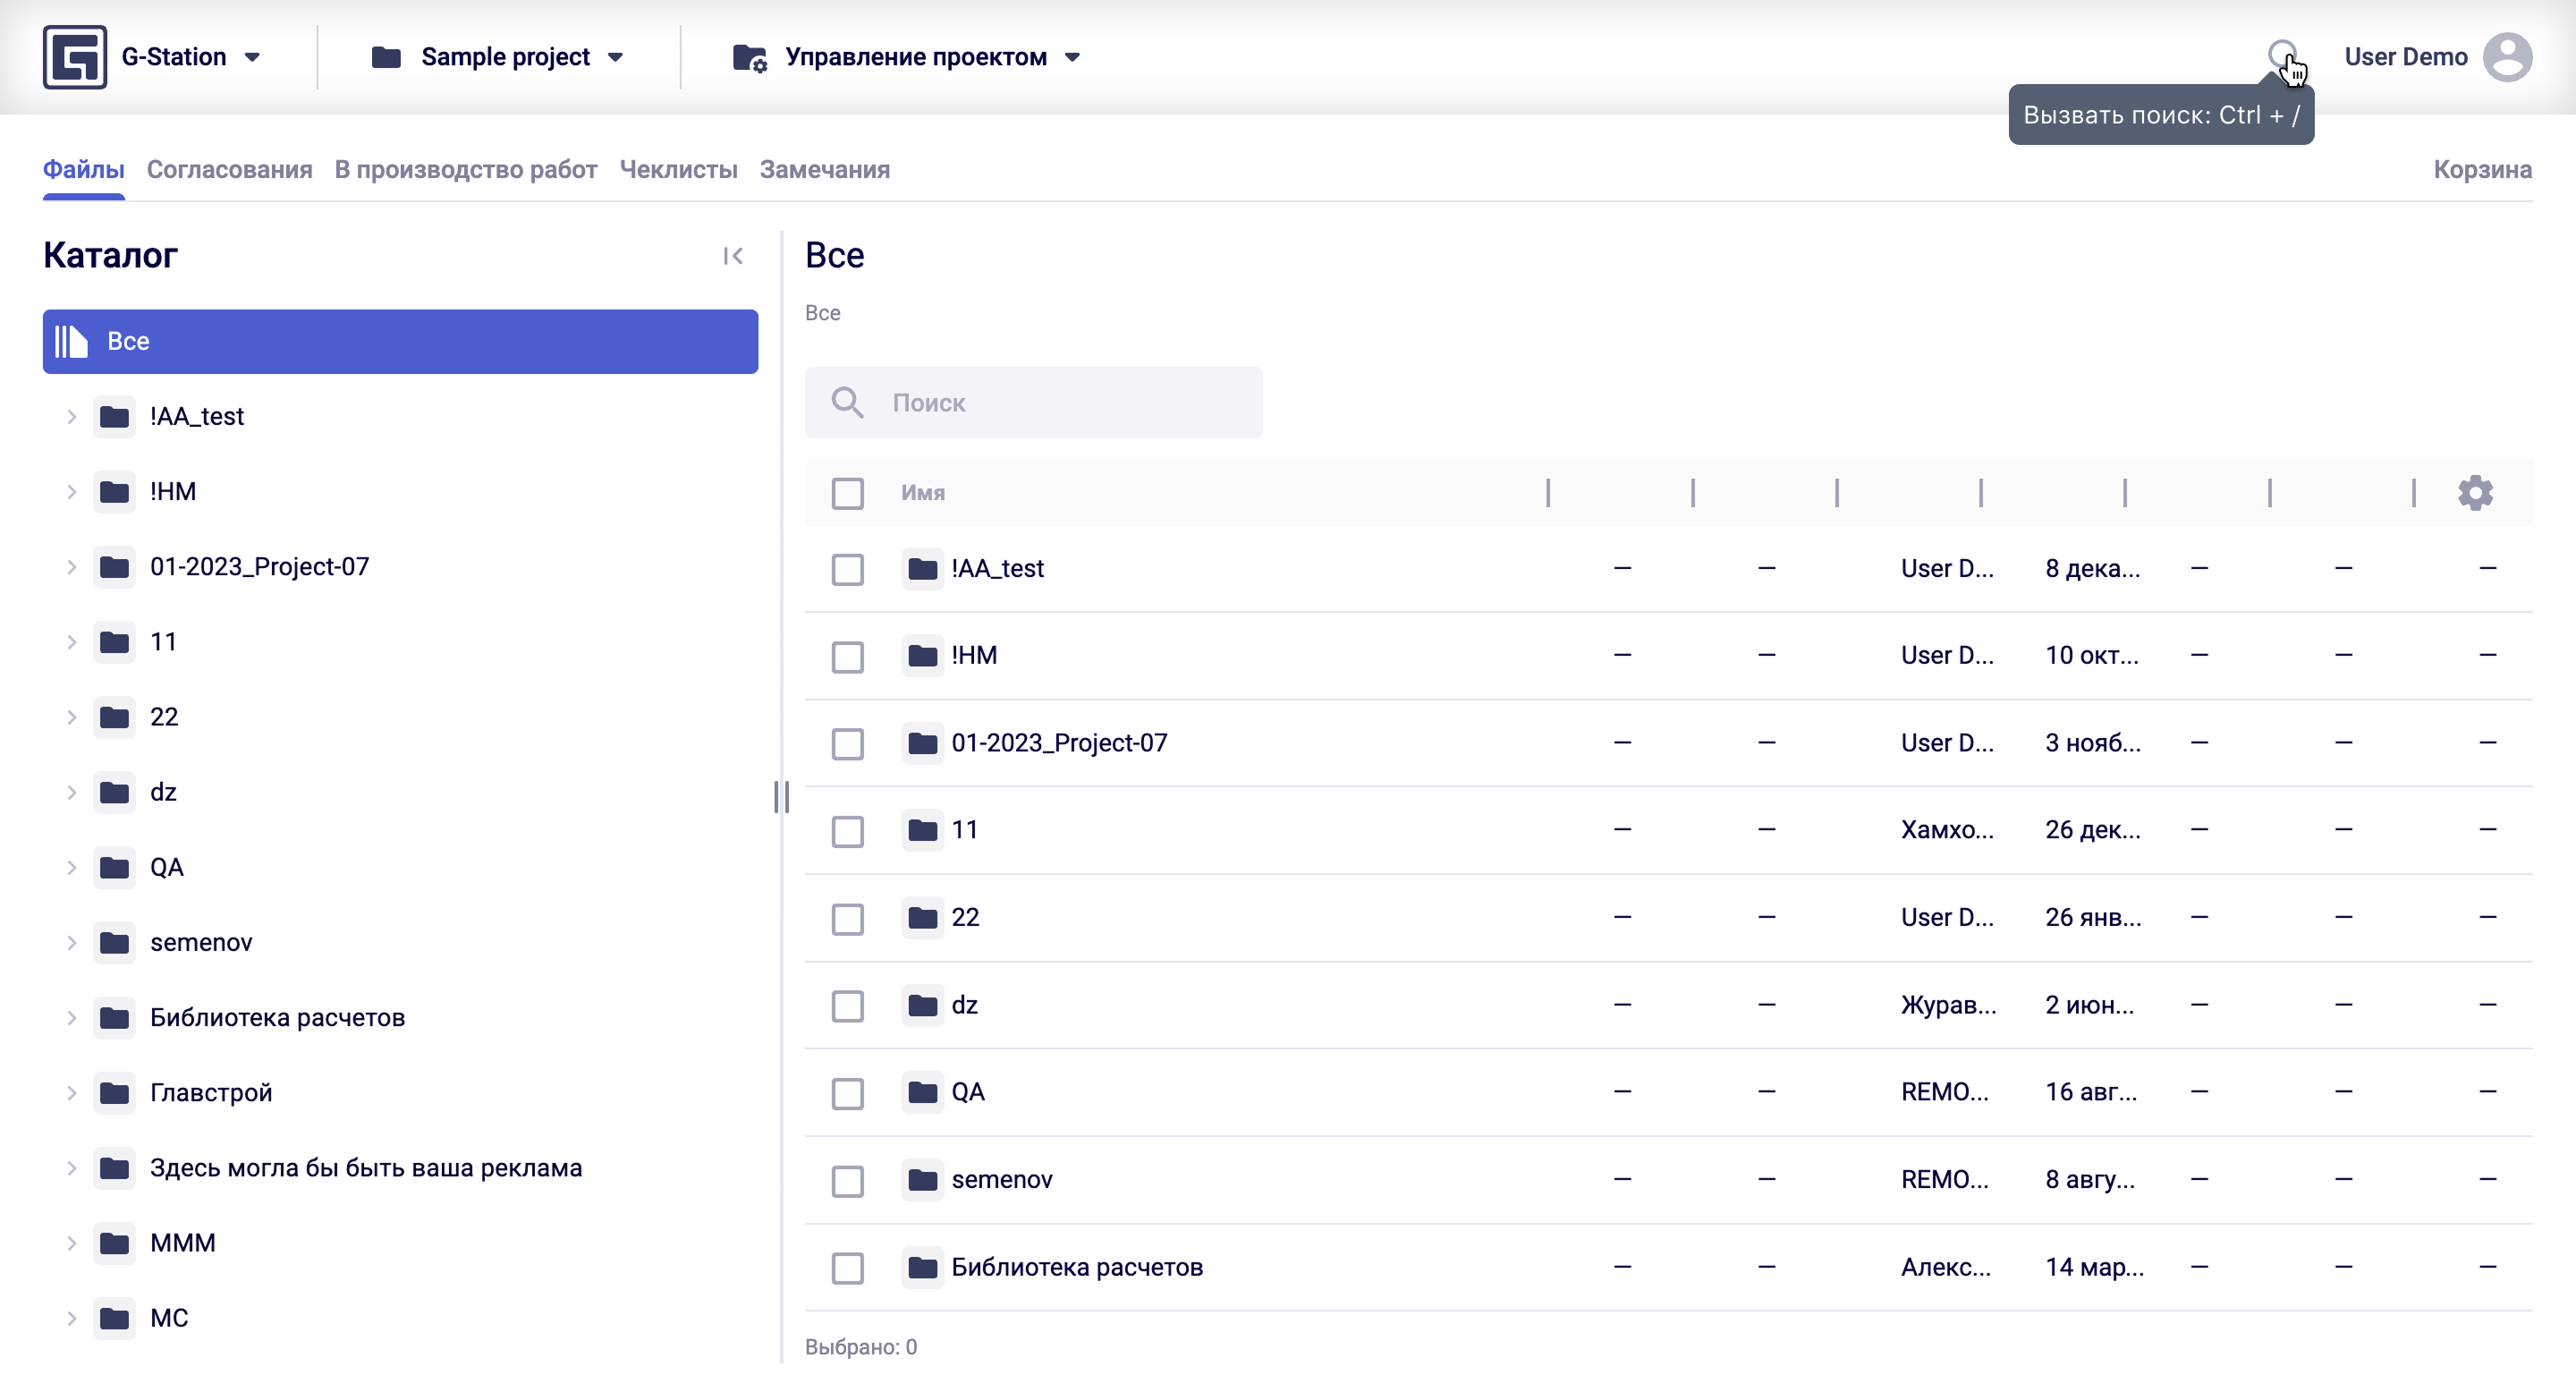 G-Station
Sample project
Управление проектом
User Demo
Вызвать поиск: Ctrl + /
Файлы Согласования В производство работ Чеклисты Замечания
Корзина
Каталог
Все
!AA_test
!НМ
01-2023_Project-07
11
22
dz
QA
semenov
Библиотека расчетов
Главстрой
Здесь могла бы быть ваша реклама
МММ
МС
Все
Все
Поиск
Имя
!AA_test — — User D... 8 дека... — — —
!НМ — — User D... 10 окт... — — —
01-2023_Project-07 — — User D... 3 нояб... — — —
11 — — Хамхо... 26 дек... — — —
22 — — User D... 26 янв... — — —
dz — — Журав... 2 июн... — — —
QA — — REMO... 16 авг... — — —
semenov — — REMO... 8 авгу... — — —
Библиотека расчетов — — Алекс... 14 мар... — — —
Выбрано: 0